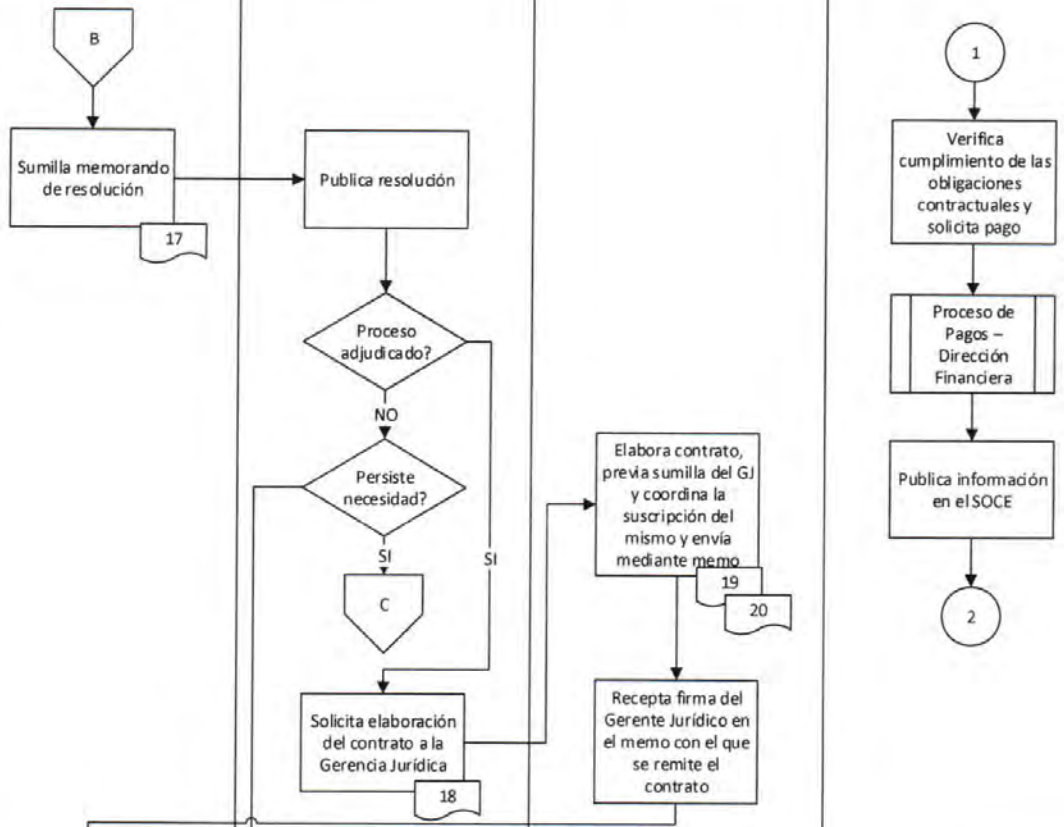 B
Sumilla memorando
de resolución
17
Publica resolución
Proceso
adjudicado?
NO
SI
Persiste
necesidad?
SI
C
Solicita elaboración
del contrato a la
Gerencia Jurídica
18
Elabora contrato,
previa sumilla del GJ
y coordina la
suscripción del
mismo y envía
mediante memo
19
20
Recepta firma del
Gerente Jurídico en
el memo con el que
se remite el
contrato
1
Verifica
cumplimiento de las
obligaciones
contractuales y
solicita pago
Proceso de
Pagos –
Dirección
Financiera
Publica información
en el SOCE
2